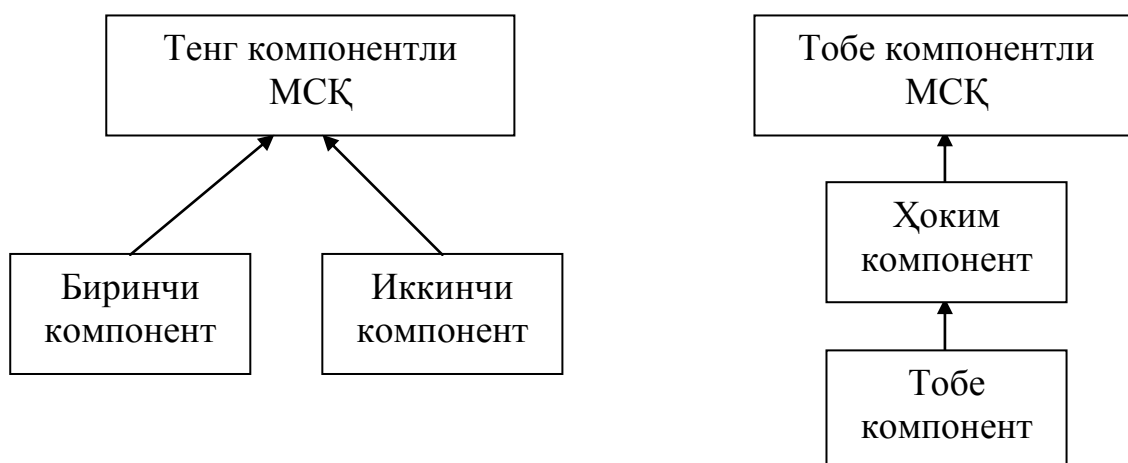 Тенг компонентли
МСҚ
Биринчи
компонент
Иккинчи
компонент
Тобе компонентли
МСҚ
Ҳоким
компонент
Тобе
компонент